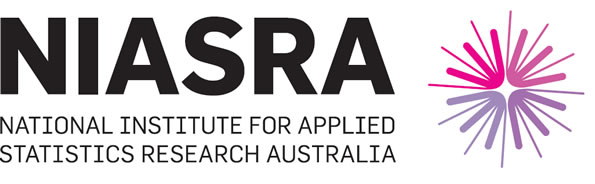 NIASRA
NATIONAL INSTITUTE FOR APPLIED
STATISTICS RESEARCH AUSTRALIA